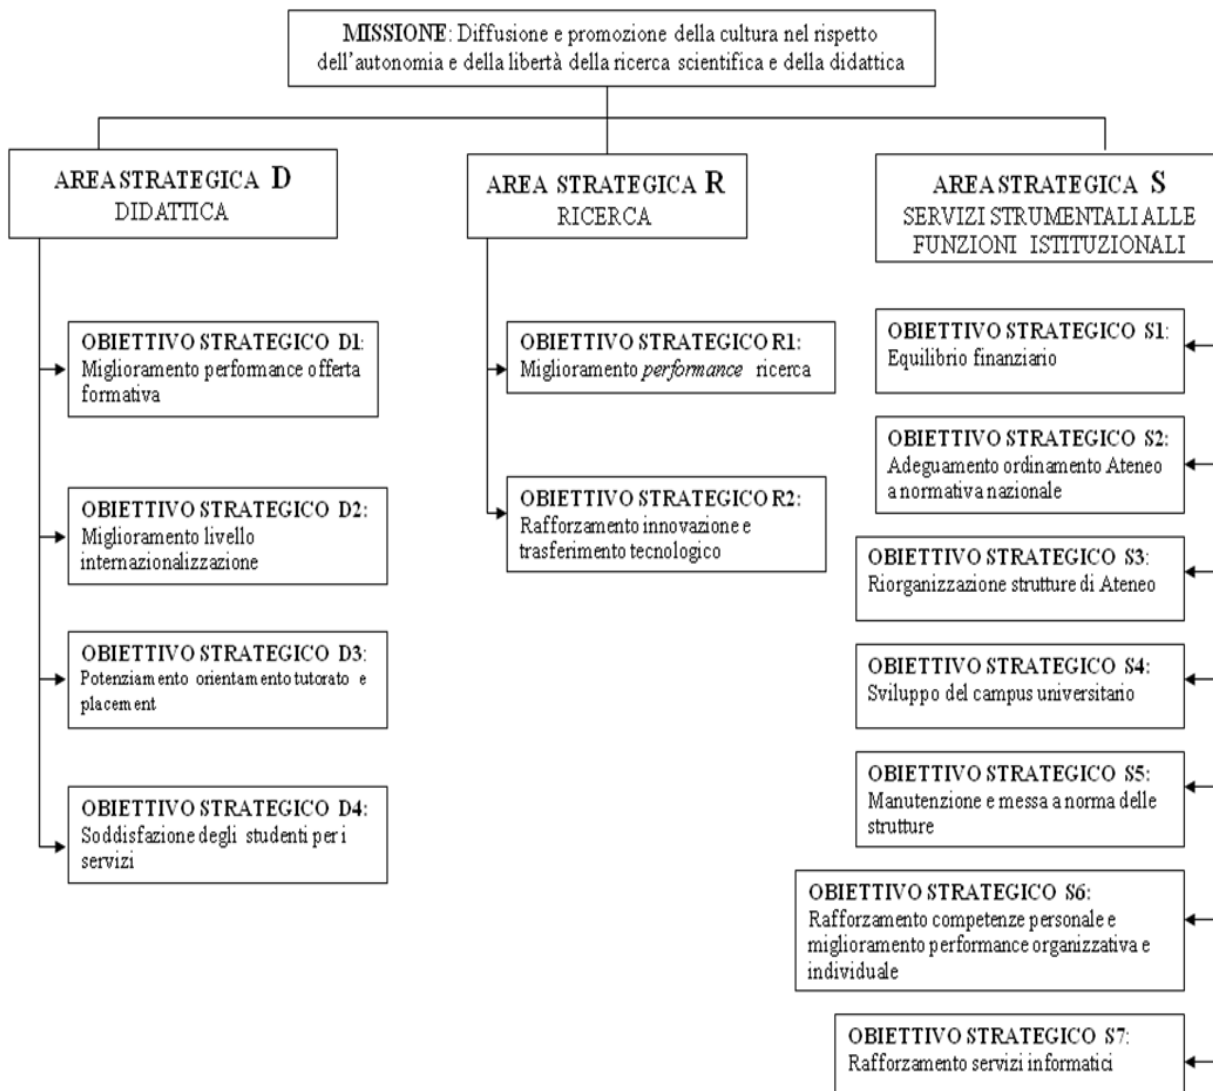 MISSIONE: Diffusione e promozione della cultura nel rispetto
dell'autonomia e della libertà della ricerca scientifica e della didattica
AREA STRATEGICA D
DIDATTICA
OBIETTIVO STRATEGICO D1:
Miglioramento performance offerta
formativa
OBIETTIVO STRATEGICO D2:
Miglioramento livello
internazionalizzazione
OBIETTIVO STRATEGICO D3:
Potenziamento orientamento tutorato e
placement
OBIETTIVO STRATEGICO D4:
Soddisfazione degli studenti per i
servizi
AREA STRATEGICA R
RICERCA
OBIETTIVO STRATEGICO R1:
Miglioramento performance ricerca
OBIETTIVO STRATEGICO R2:
Rafforzamento innovazione e
trasferimento tecnologico
AREA STRATEGICA S
SERVIZI STRUMENTALI ALLE
FUNZIONI ISTITUZIONALI
OBIETTIVO STRATEGICO S1:
Equilibrio finanziario
OBIETTIVO STRATEGICO S2:
Adeguamento ordinamento Ateneo
a normativa nazionale
OBIETTIVO STRATEGICO S3:
Riorganizzazione strutture di Ateneo
OBIETTIVO STRATEGICO S4:
Sviluppo del campus universitario
OBIETTIVO STRATEGICO S5:
Manutenzione e messa a norma delle
strutture
OBIETTIVO STRATEGICO S6:
Rafforzamento competenze personale e
miglioramento performance organizzativa e
individuale
OBIETTIVO STRATEGICO S7:
Rafforzamento servizi informatici